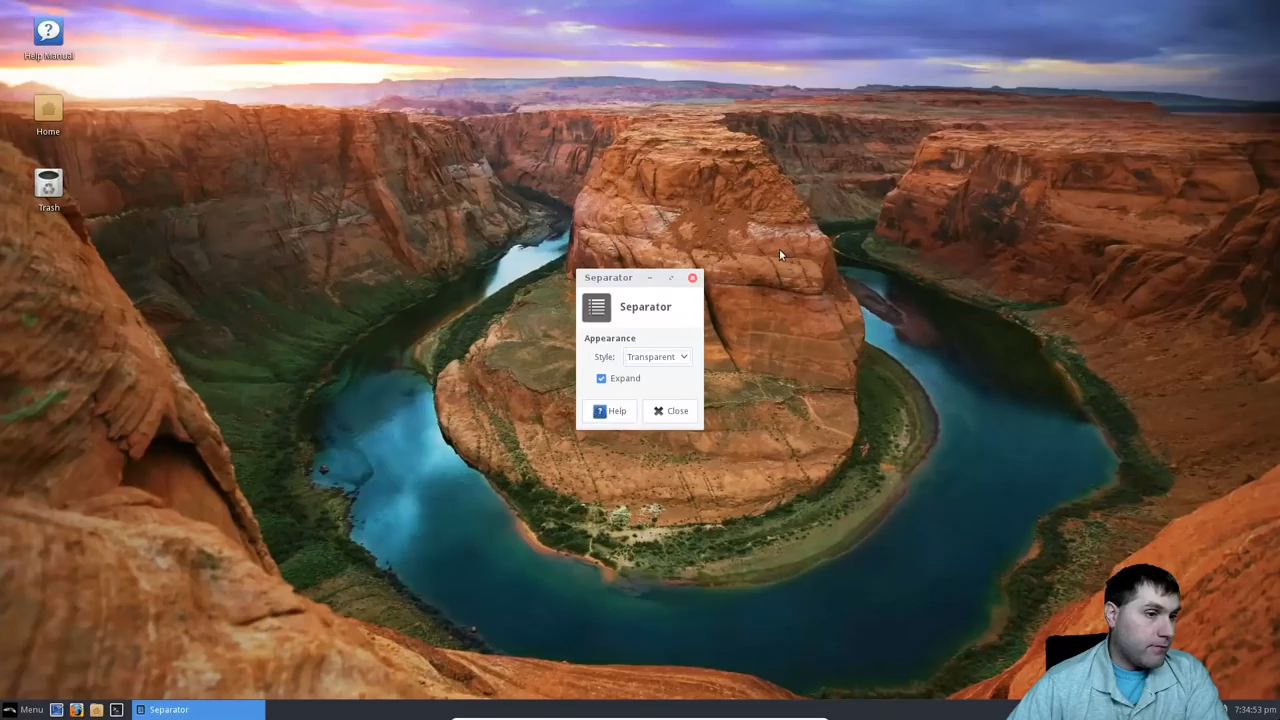 Help Manual
Home
Trash
Separator
Separator
Appearance
Style: Transparent
Expand
Help Close
Menu Separator 7:34:53 pm